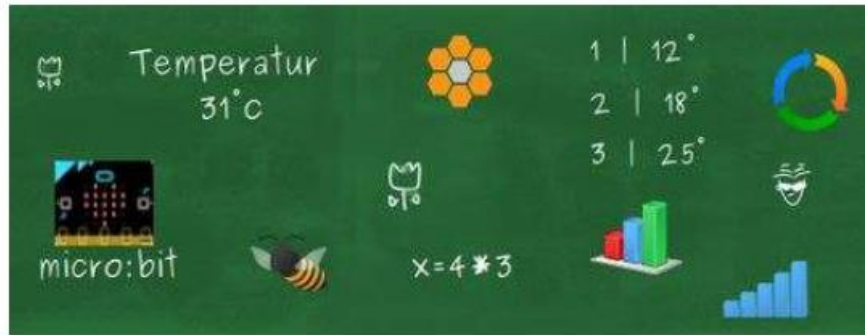 Temperatur
31°C
1 | 12°
2 | 18°
3 | 25°
micro:bit
x=4*3